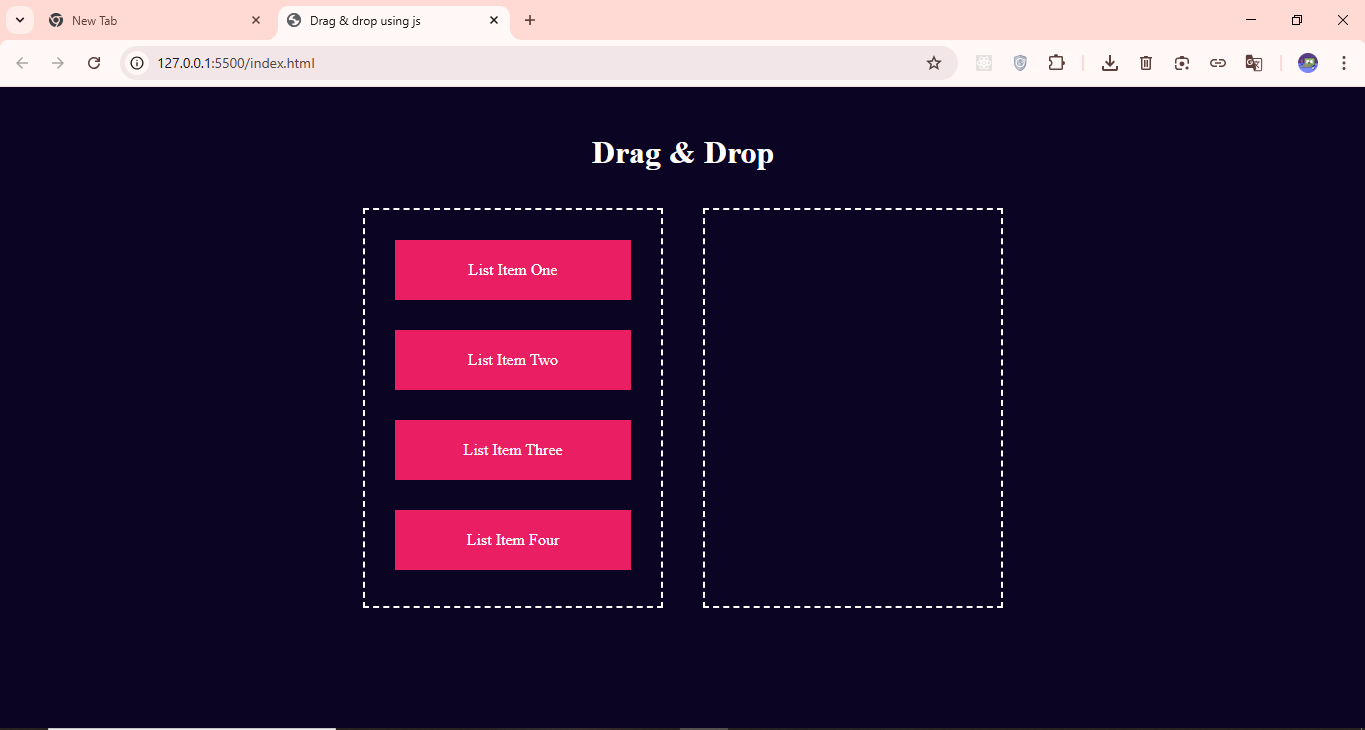 New Tab
Drag & drop using js
127.0.0.1:5500/index.html
Drag & Drop
List Item One
List Item Two
List Item Three
List Item Four